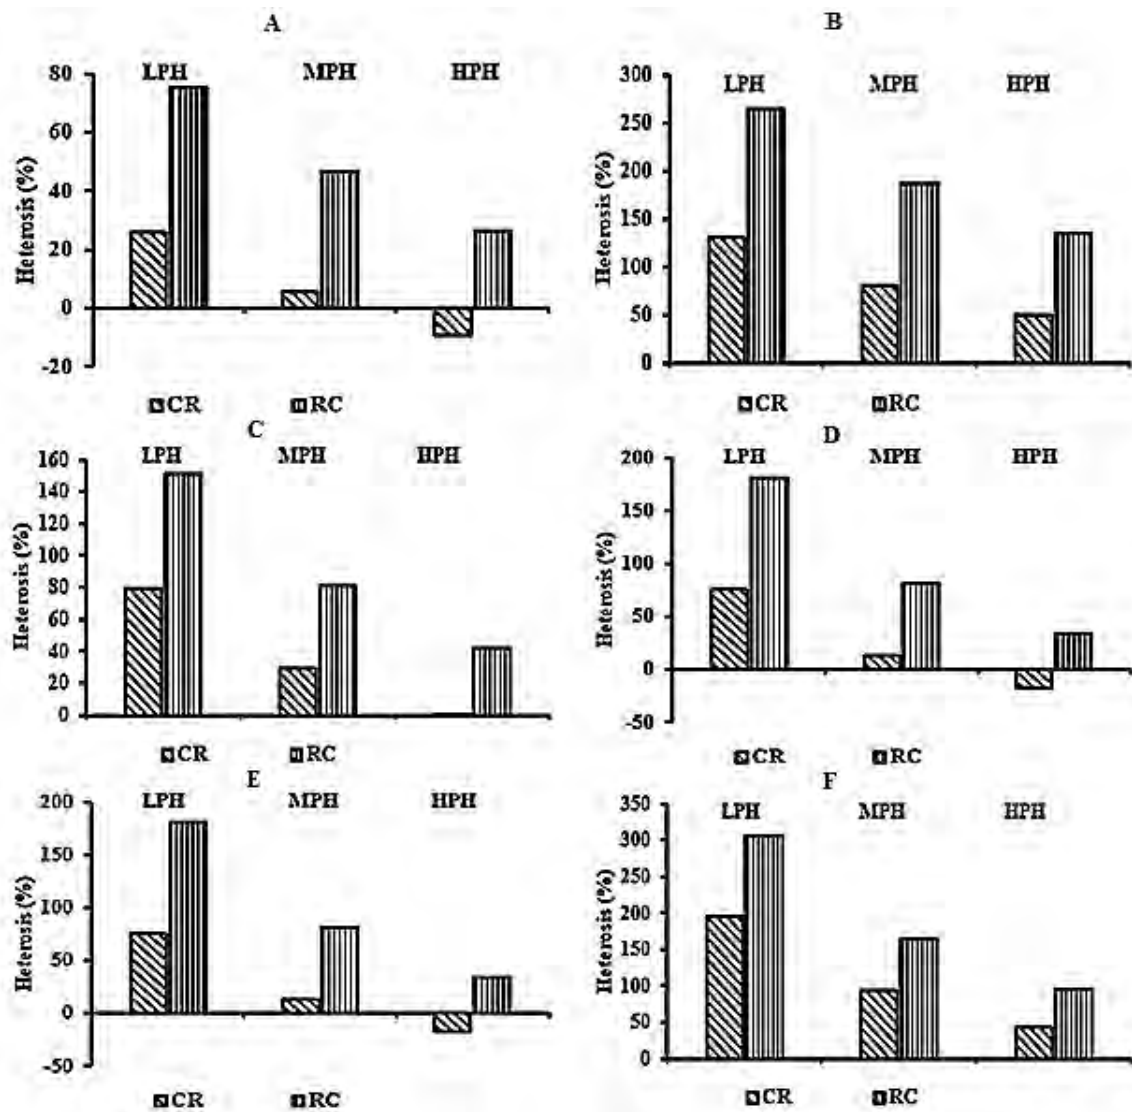 A
LPH MPH HPH
80
60
40
20
0
-20
Heterosis (%)
CR RC
B
LPH MPH HPH
300
250
200
150
100
50
0
Heterosis (%)
CR RC
C
LPH MPH HPH
160
140
120
100
80
60
40
20
0
Heterosis (%)
CR RC
D
LPH MPH HPH
200
150
100
50
0
-50
Heterosis (%)
CR RC
E
LPH MPH HPH
200
150
100
50
0
-50
Heterosis (%)
CR RC
F
LPH MPH HPH
350
300
250
200
150
100
50
0
Heterosis (%)
CR RC